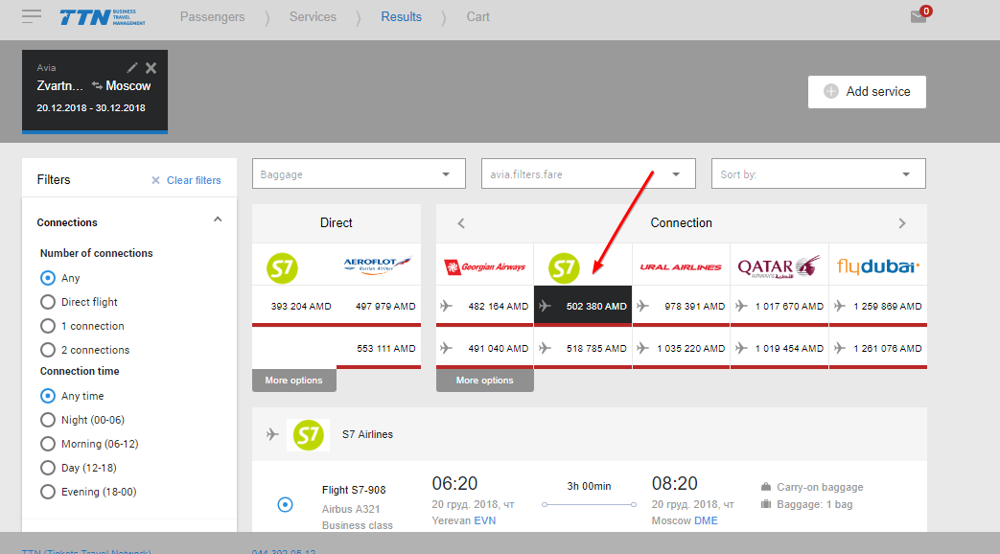 TTN BUSINESS TRAVEL MANAGEMENT
Passengers
Services
Results
Cart
0
Avia
Zvartn... Moscow
20.12.2018 - 30.12.2018
Add service
Filters
Clear filters
Baggage
avia.filters.fare
Sort by:
Connections
Number of connections
Any
Direct flight
1 connection
2 connections
Connection time
Any time
Night (00-06)
Morning (06-12)
Day (12-18)
Evening (18-00)
Direct
Connection
S7
AEROFLOT
Russian Airlines
Georgian Airways
S7
URAL AIRLINES
QATAR
AIRWAYS القطرية
flydubai
393 204 AMD
497 979 AMD
482 164 AMD
502 380 AMD
978 391 AMD
1 017 670 AMD
1 259 869 AMD
553 111 AMD
491 040 AMD
518 785 AMD
1 035 220 AMD
1 019 454 AMD
1 261 076 AMD
More options
More options
S7
S7 Airlines
Flight S7-908
Airbus A321
Business class
06:20
20 груд. 2018, чт
Yerevan EVN
3h 00min
08:20
20 груд. 2018, чт
Moscow DME
Carry-on baggage
Baggage: 1 bag
TTN (Tickets Travel Network)